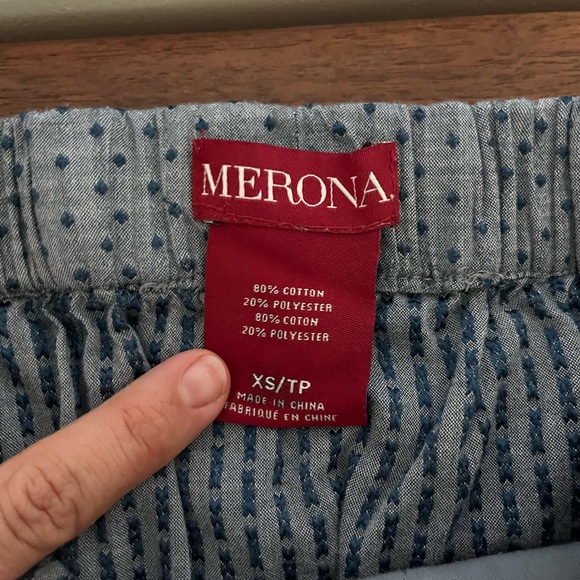 MERONA
80% COTTON
20% POLYESTER
80% COTON
20% POLYESTER
XS/TP
MADE IN CHINA
FABRIQUÉ EN CHINE